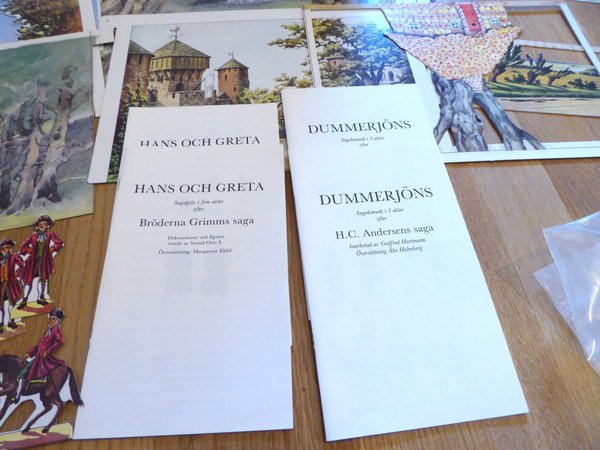 HANS OCH GRETA
HANS OCH GRETA
Sagospjäs i fem akter
efter
Bröderna Grimms saga
Dekorationer och figurer
ritade av Svend Otto S.
Översättning: Margareta Eklöf
DUMMERJÖNS
Sagokomedi i 3 akter
efter
DUMMERJÖNS
Sagokomedi i 3 akter
efter
H.C. Andersens saga
bearbetad av Godfred Hartmann
Översättning Åke Holmberg